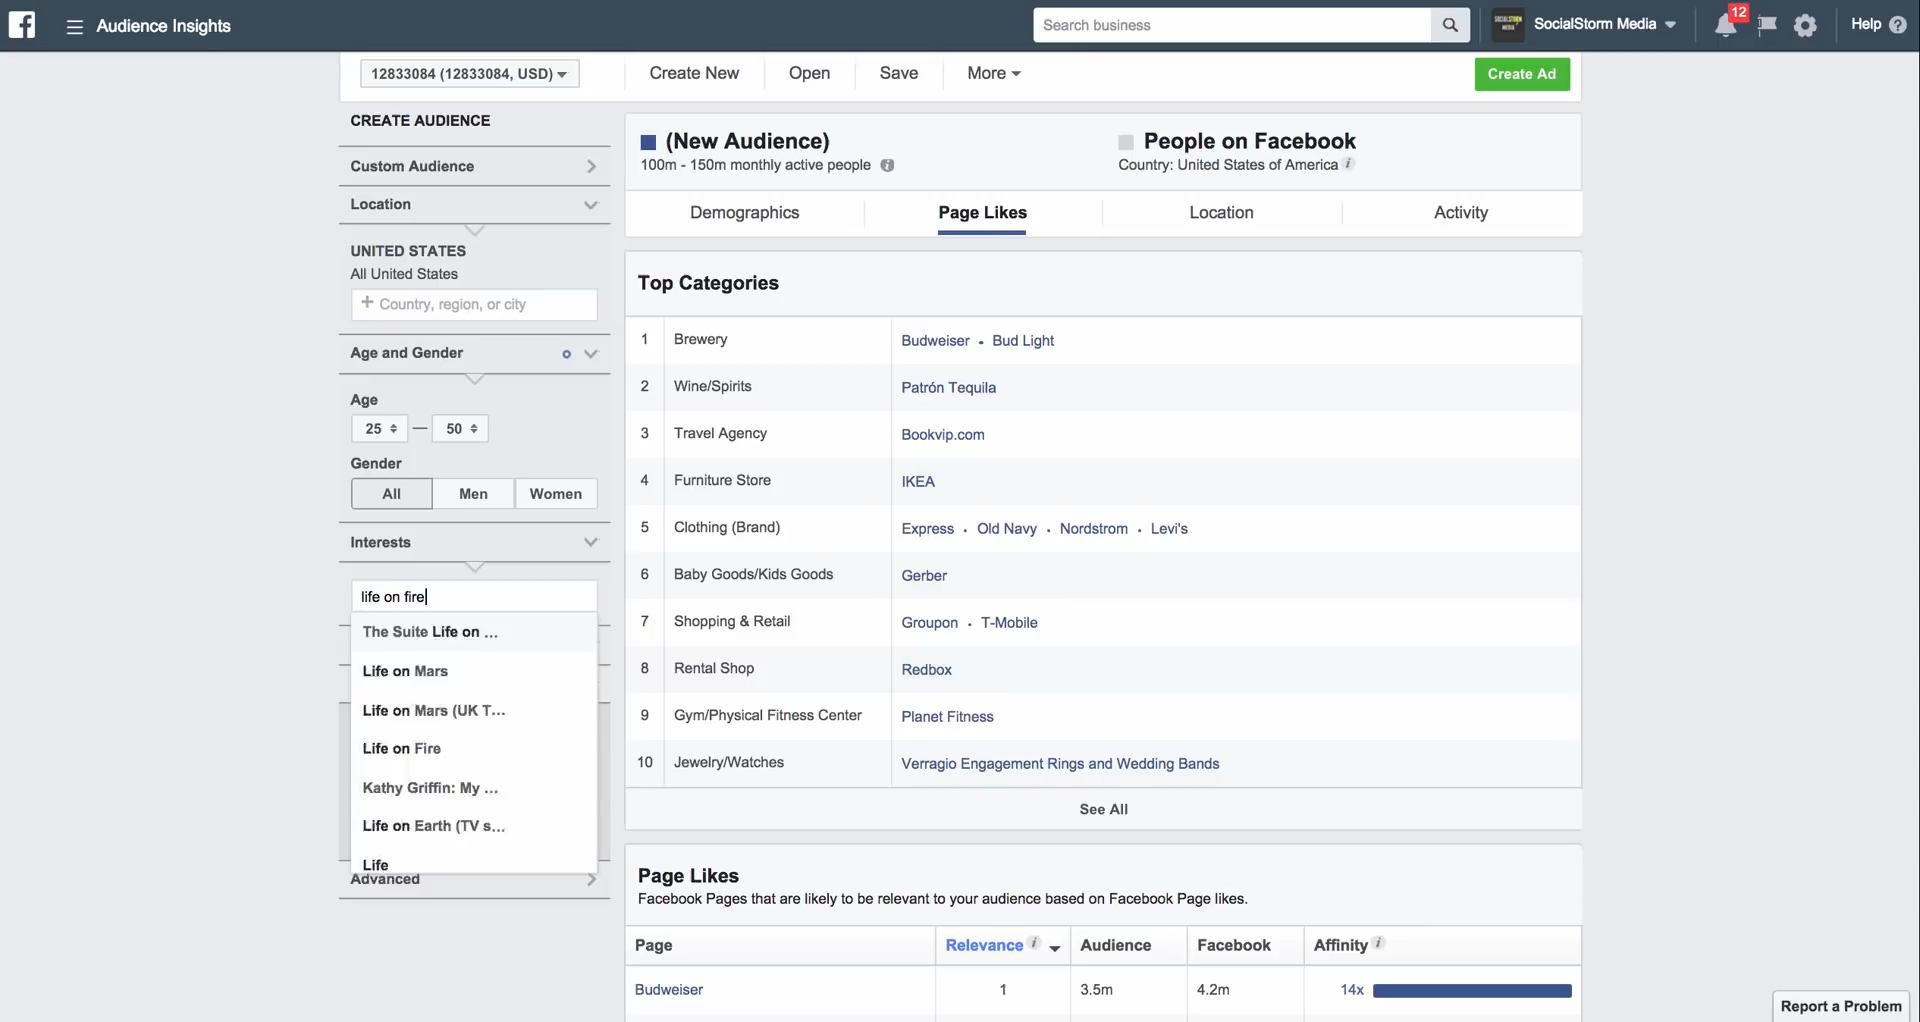 Audience Insights
Search business
SocialStorm Media
12
Help
12833084 (12833084, USD)
Create New
Open
Save
More
Create Ad
CREATE AUDIENCE
Custom Audience
Location
UNITED STATES
All United States
+ Country, region, or city
Age and Gender
Age
25 — 50
Gender
All Men Women
Interests
life on fire
The Suite Life on ...
Life on Mars
Life on Mars (UK T...
Life on Fire
Kathy Griffin: My ...
Life on Earth (TV s...
Life
Advanced
(New Audience)
100m - 150m monthly active people
People on Facebook
Country: United States of America
Demographics
Page Likes
Location
Activity
Top Categories
1 Brewery Budweiser • Bud Light
2 Wine/Spirits Patrón Tequila
3 Travel Agency Bookvip.com
4 Furniture Store IKEA
5 Clothing (Brand) Express • Old Navy • Nordstrom • Levi's
6 Baby Goods/Kids Goods Gerber
7 Shopping & Retail Groupon • T-Mobile
8 Rental Shop Redbox
9 Gym/Physical Fitness Center Planet Fitness
10 Jewelry/Watches Verragio Engagement Rings and Wedding Bands
See All
Page Likes
Facebook Pages that are likely to be relevant to your audience based on Facebook Page likes.
Page Relevance Audience Facebook Affinity
Budweiser 1 3.5m 4.2m 14x
Report a Problem